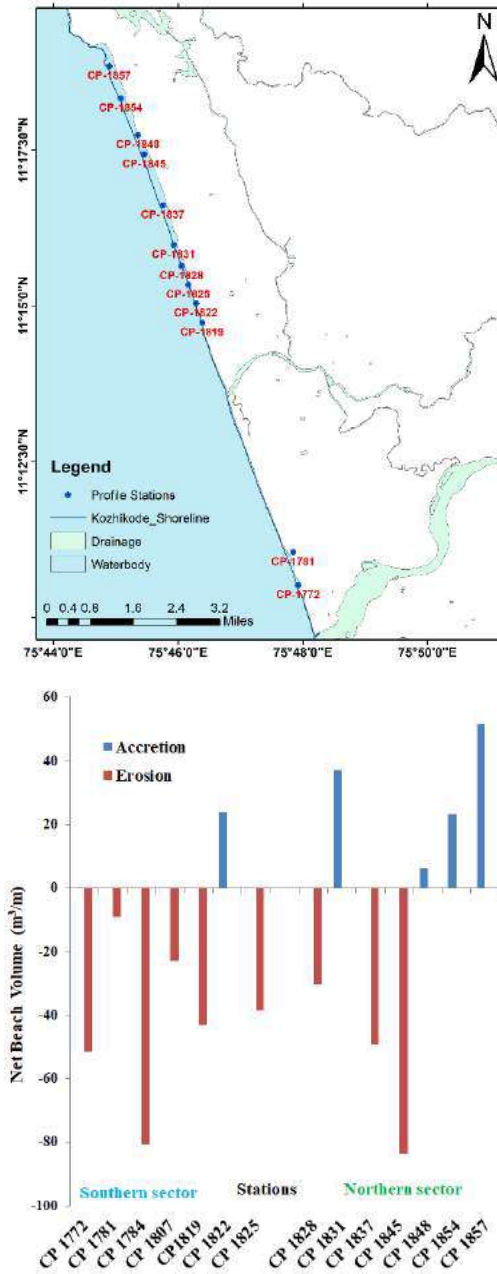 N
CP-1857
CP-1854
11°17'30"N
CP-1848
CP-1845
CP-1837
CP-1831
CP-1828
CP-1825
11°15'0"N
CP-1822
CP-1819
11°12'30"N
Legend
Profile Stations
Kozhikode_Shoreline
Drainage
Waterbody
CP-1781
CP-1772
0 0.4 0.8 1.6 2.4 3.2
Miles
75°44'0"E 75°46'0"E 75°48'0"E 75°50'0"E
Net Beach Volume (m³/m)
60
40
20
0
-20
-40
-60
-80
-100
Accretion
Erosion
Southern sector Stations Northern sector
CP 1772
CP 1781
CP 1784
CP 1807
CP1819
CP 1822
CP 1825
CP 1828
CP 1831
CP 1837
CP 1845
CP 1848
CP 1854
CP 1857